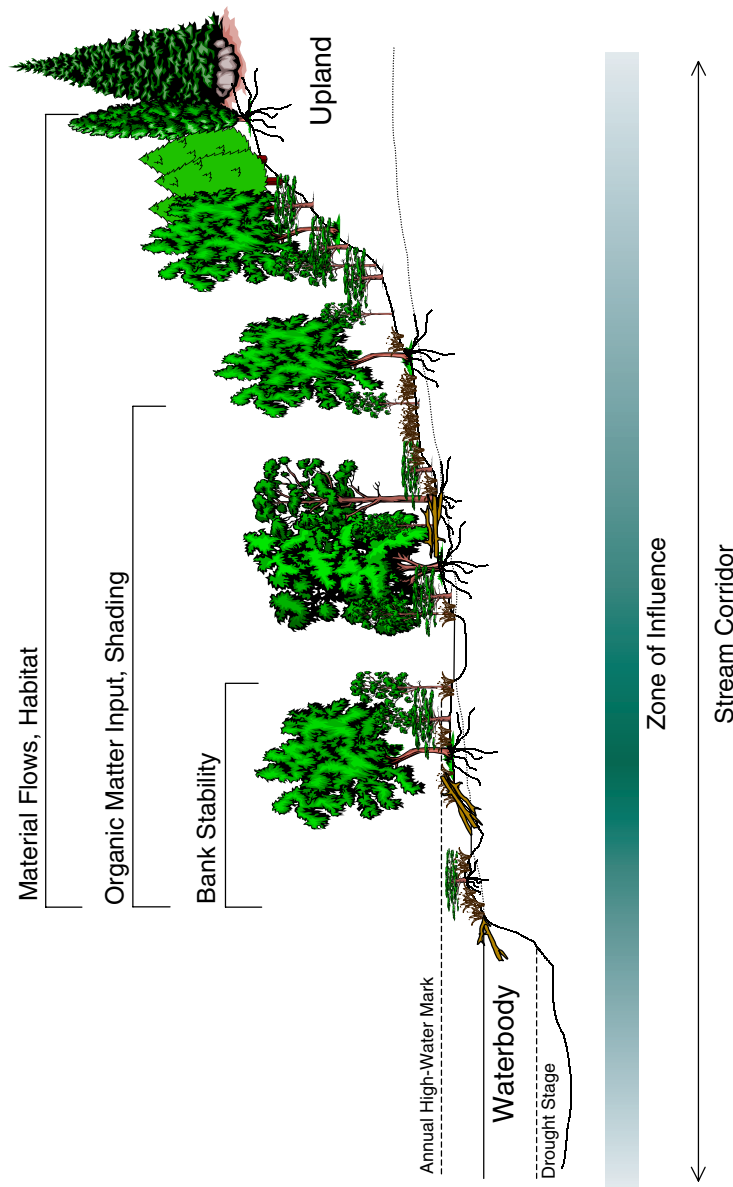 Material Flows, Habitat
Organic Matter Input, Shading
Bank Stability
Upland
Annual High-Water Mark
Waterbody
Drought Stage
Zone of Influence
Stream Corridor